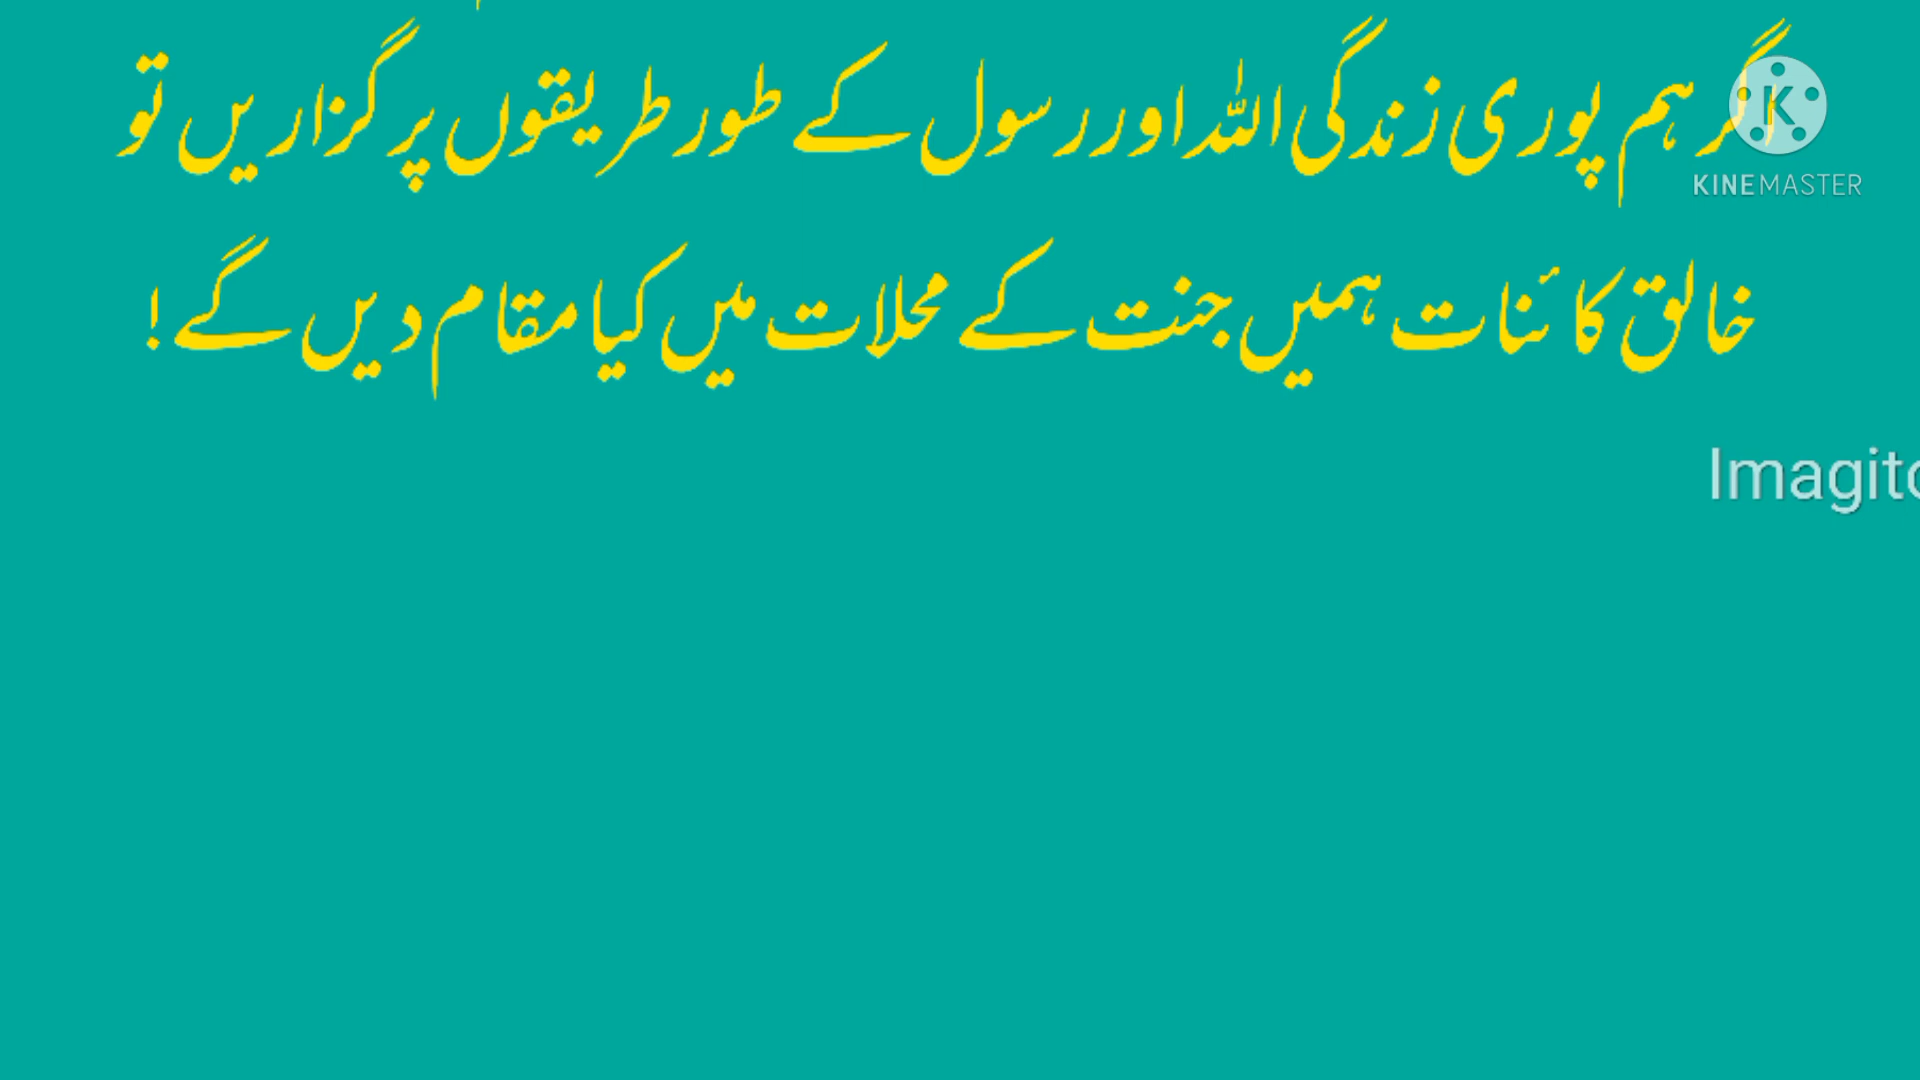 اگر ہم پوری زندگی اللہ اور رسول کے طور طریقوں پر گزاریں تو
KINEMASTER
خالق کائنات ہمیں جنت کے محلات میں کیا مقام دیں گے !
Imagito